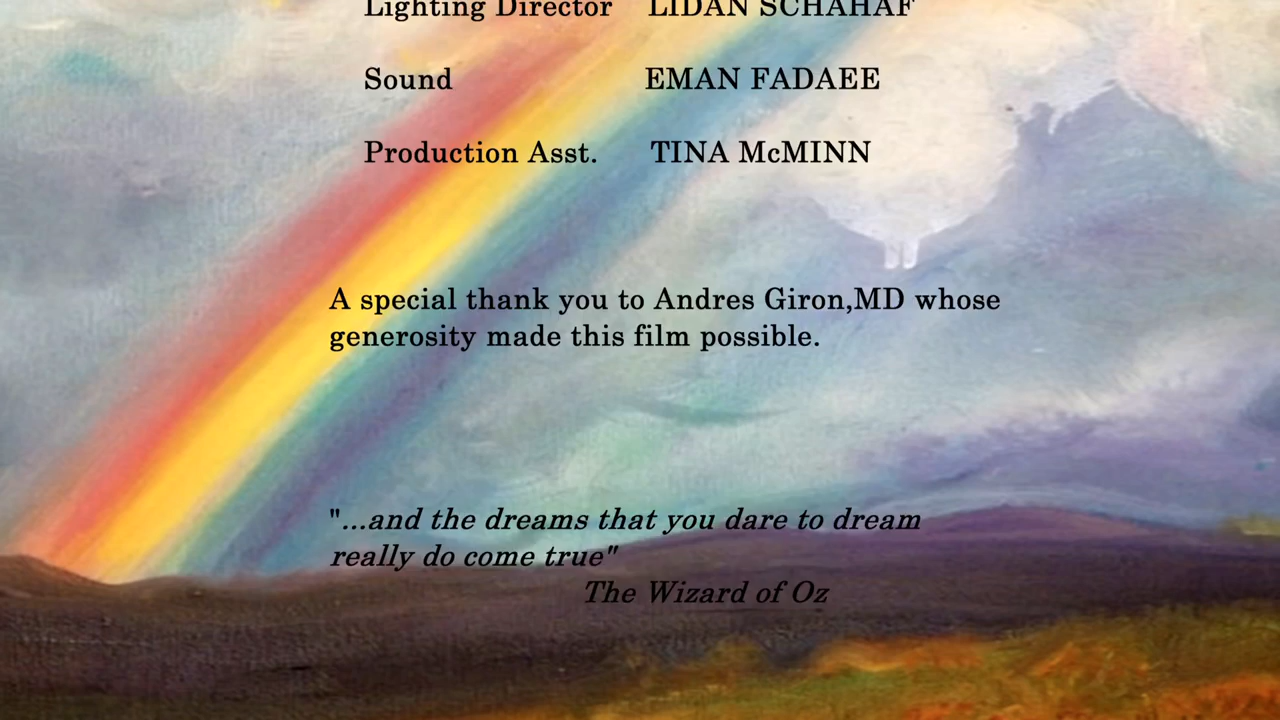 Lighting Director LIDAN SCHAHAF
Sound EMAN FADAEE
Production Asst. TINA McMINN
A special thank you to Andres Giron,MD whose
generosity made this film possible.
"...and the dreams that you dare to dream
really do come true"
The Wizard of Oz